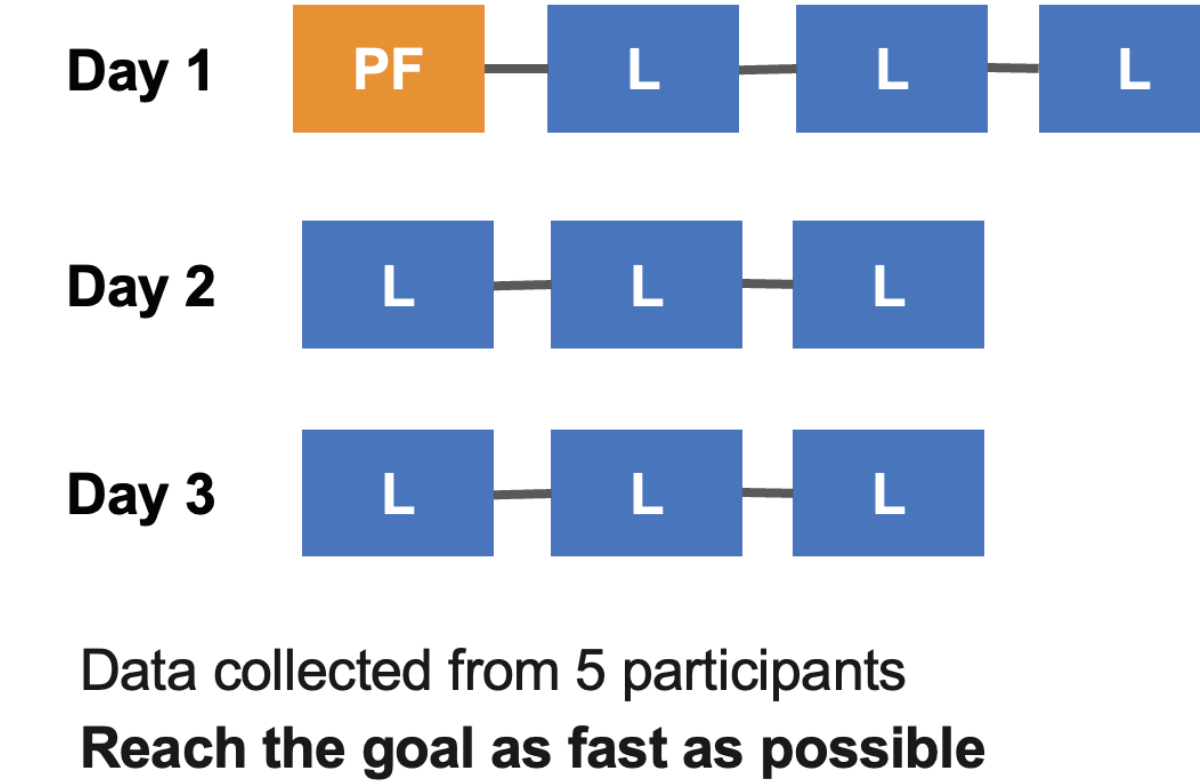 Day 1 PF L L L
Day 2 L L L
Day 3 L L L
Data collected from 5 participants
Reach the goal as fast as possible